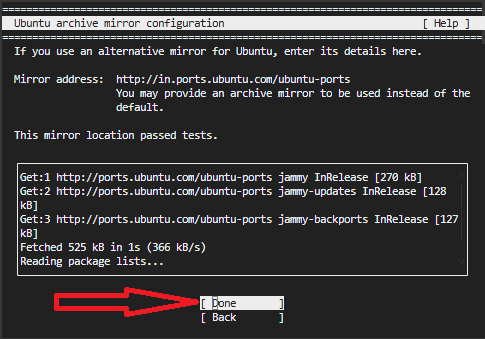 Ubuntu archive mirror configuration [ Help ]
If you use an alternative mirror for Ubuntu, enter its details here.
Mirror address: http://in.ports.ubuntu.com/ubuntu-ports
You may provide an archive mirror to be used instead of the
default.
This mirror location passed tests.
Get:1 http://ports.ubuntu.com/ubuntu-ports jammy InRelease [270 kB]
Get:2 http://ports.ubuntu.com/ubuntu-ports jammy-updates InRelease [128
kB]
Get:3 http://ports.ubuntu.com/ubuntu-ports jammy-backports InRelease [127
kB]
Fetched 525 kB in 1s (366 kB/s)
Reading package lists...
[ Done ]
[ Back ]